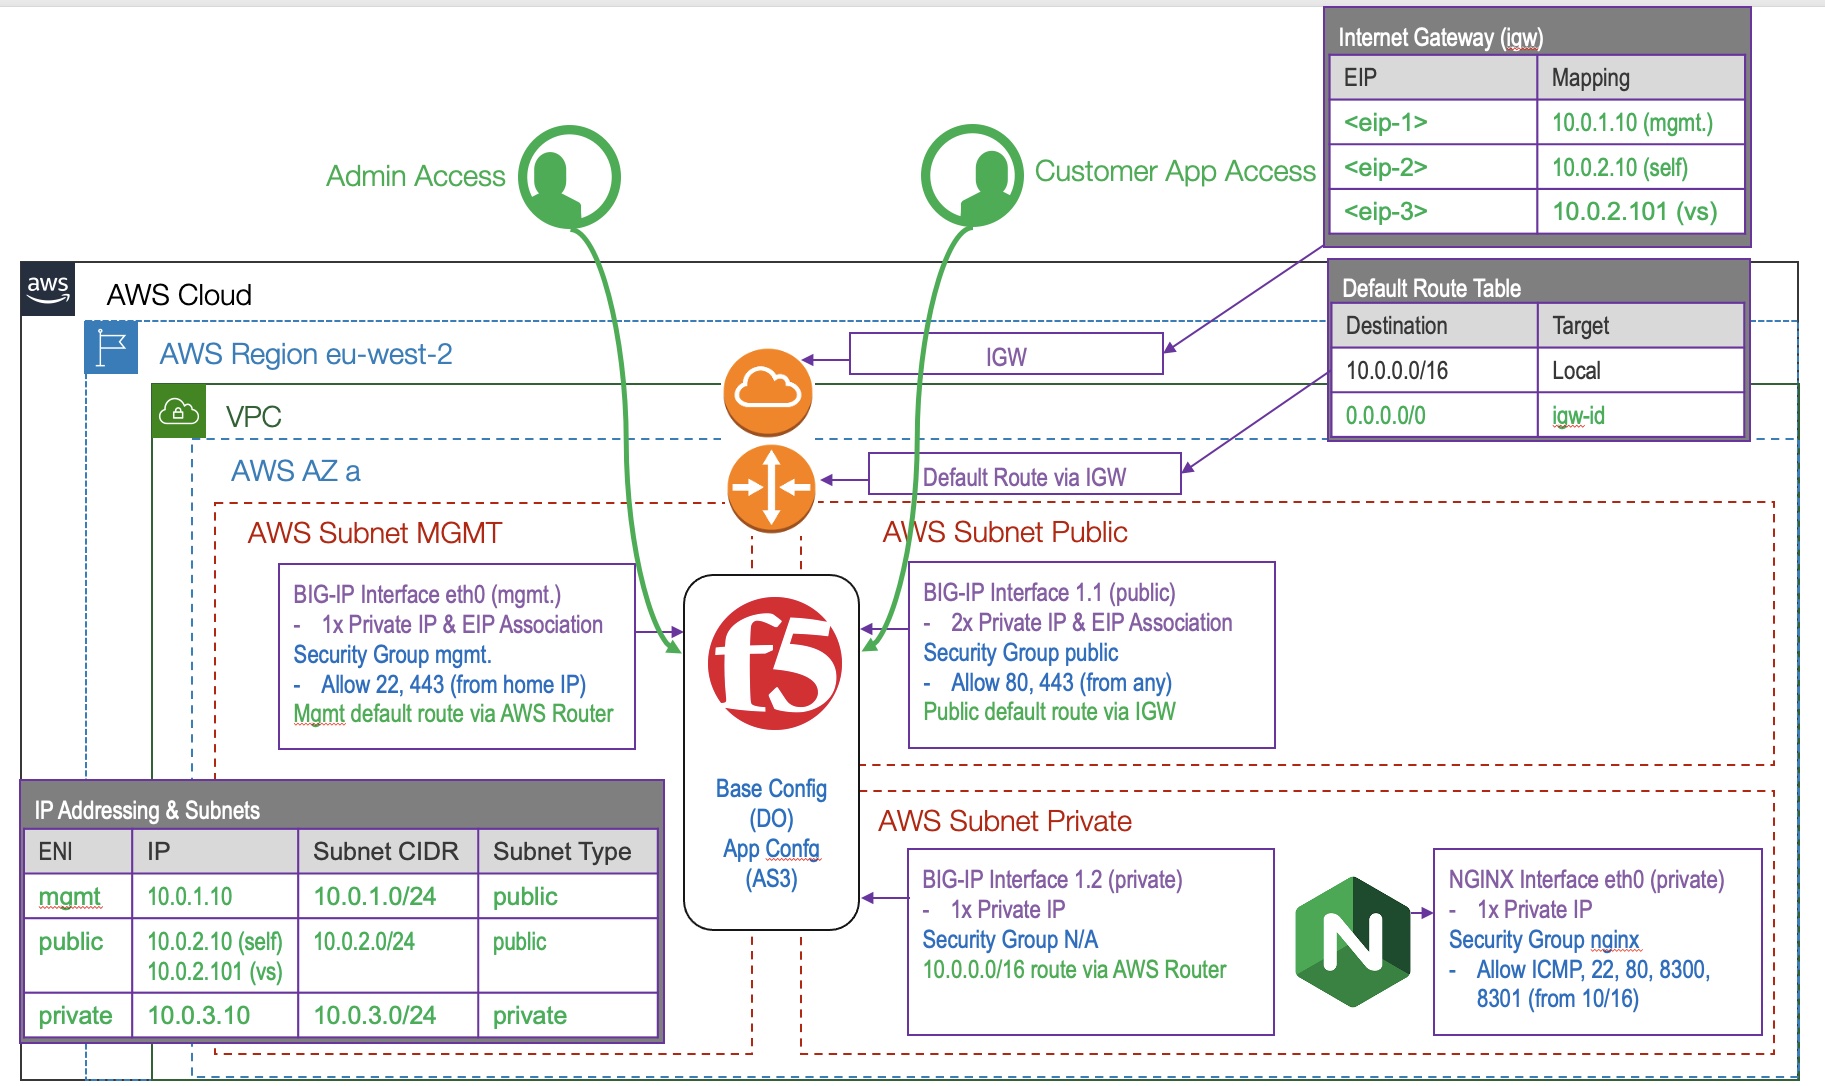 Internet Gateway (igw)
EIP Mapping
<eip-1> 10.0.1.10 (mgmt.)
<eip-2> 10.0.2.10 (self)
<eip-3> 10.0.2.101 (vs)
Admin Access
Customer App Access
aws
AWS Cloud
Default Route Table
Destination Target
10.0.0.0/16 Local
0.0.0.0/0 igw-id
AWS Region eu-west-2
IGW
VPC
AWS AZ a
Default Route via IGW
AWS Subnet MGMT
BIG-IP Interface eth0 (mgmt.)
- 1x Private IP & EIP Association
Security Group mgmt.
- Allow 22, 443 (from home IP)
Mgmt default route via AWS Router
AWS Subnet Public
BIG-IP Interface 1.1 (public)
- 2x Private IP & EIP Association
Security Group public
- Allow 80, 443 (from any)
Public default route via IGW
f5
Base Config
(DO)
App Confg
(AS3)
IP Addressing & Subnets
ENI IP Subnet CIDR Subnet Type
mgmt 10.0.1.10 10.0.1.0/24 public
public 10.0.2.10 (self) 10.0.2.0/24 public
10.0.2.101 (vs)
private 10.0.3.10 10.0.3.0/24 private
AWS Subnet Private
BIG-IP Interface 1.2 (private)
- 1x Private IP
Security Group N/A
10.0.0.0/16 route via AWS Router
N
NGINX Interface eth0 (private)
- 1x Private IP
Security Group nginx
- Allow ICMP, 22, 80, 8300,
8301 (from 10/16)